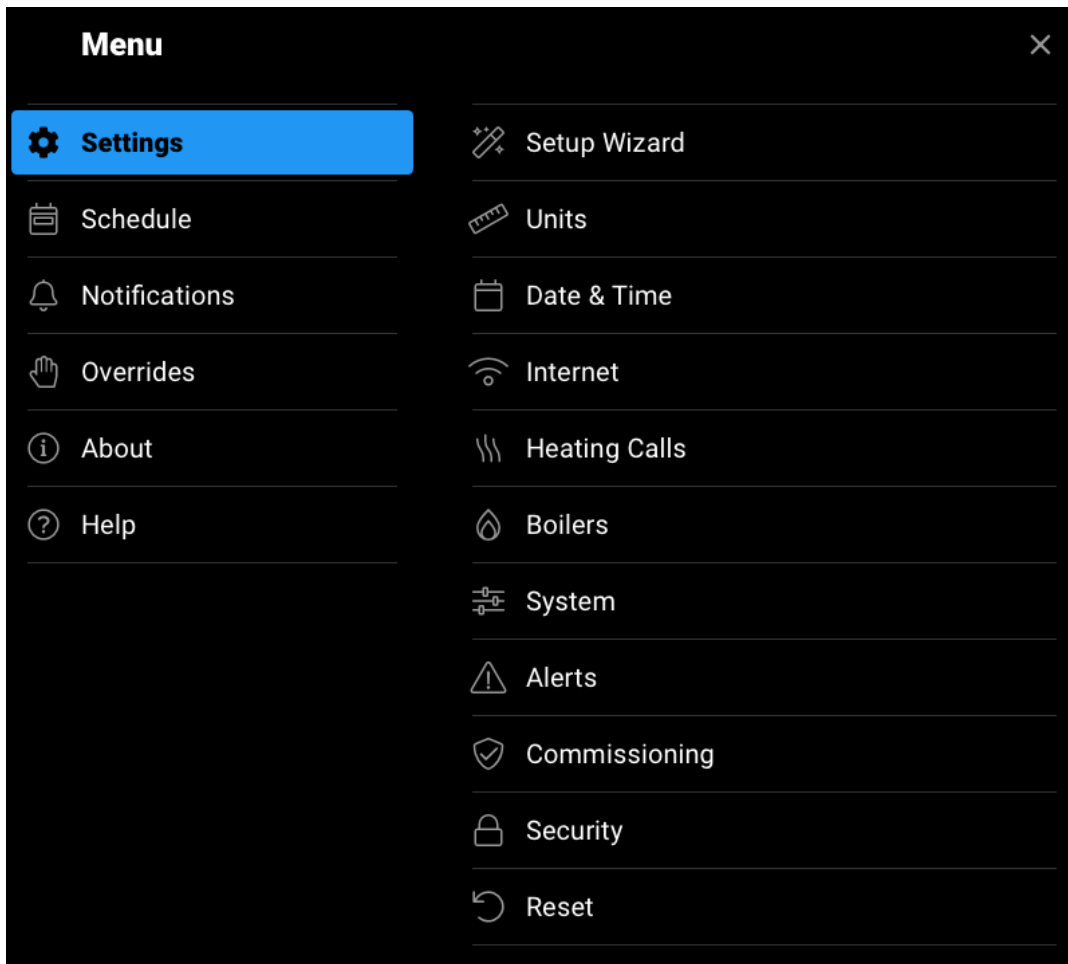 Menu
Settings
Schedule
Notifications
Overrides
About
Help
Setup Wizard
Units
Date & Time
Internet
Heating Calls
Boilers
System
Alerts
Commissioning
Security
Reset